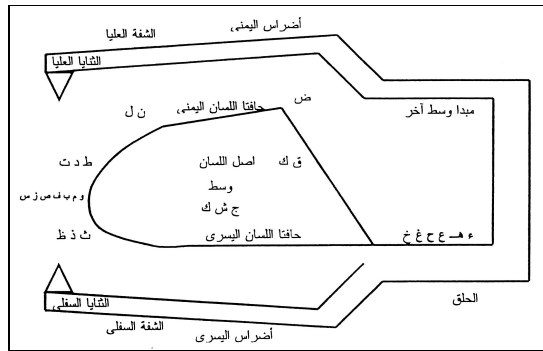 أضراس اليمنى
الشفة العليا
الثنايا العليا
ض
مبدا وسط آخر
حافتا اللسان اليمنى
ن ل
ق ك
اصل اللسان
ط د ت
وسط
و م ب ف ص ز س
ج ش ك
ء هـ ع ح غ خ
حافتا اللسان اليسرى
ث ذ ظ
الحلق
الثنايا السفلى
الشفة السفلى
أضراس اليسرى